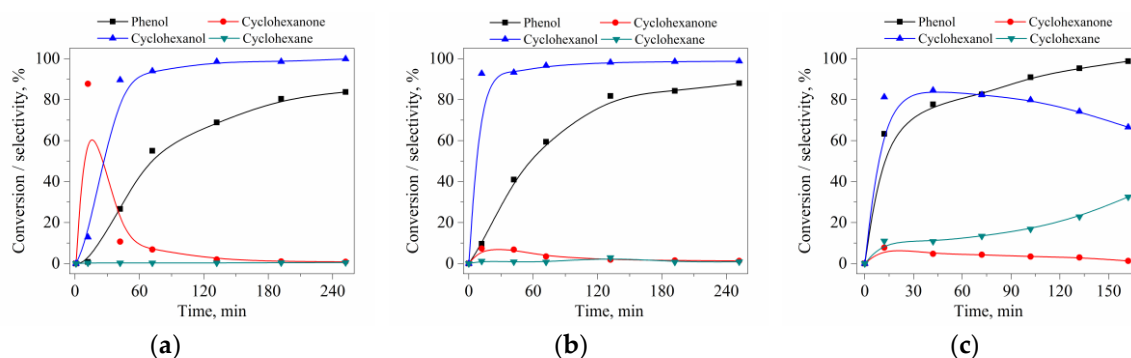 Phenol Cyclohexanone
Cyclohexanol Cyclohexane
Conversion / selectivity, %
100
80
60
40
20
0
0 60 120 180 240
Time, min
(a)
Phenol Cyclohexanone
Cyclohexanol Cyclohexane
Conversion / selectivity, %
100
80
60
40
20
0
0 60 120 180 240
Time, min
(b)
Phenol Cyclohexanone
Cyclohexanol Cyclohexane
Conversion / selectivity, %
100
80
60
40
20
0
0 30 60 90 120 150
Time, min
(c)